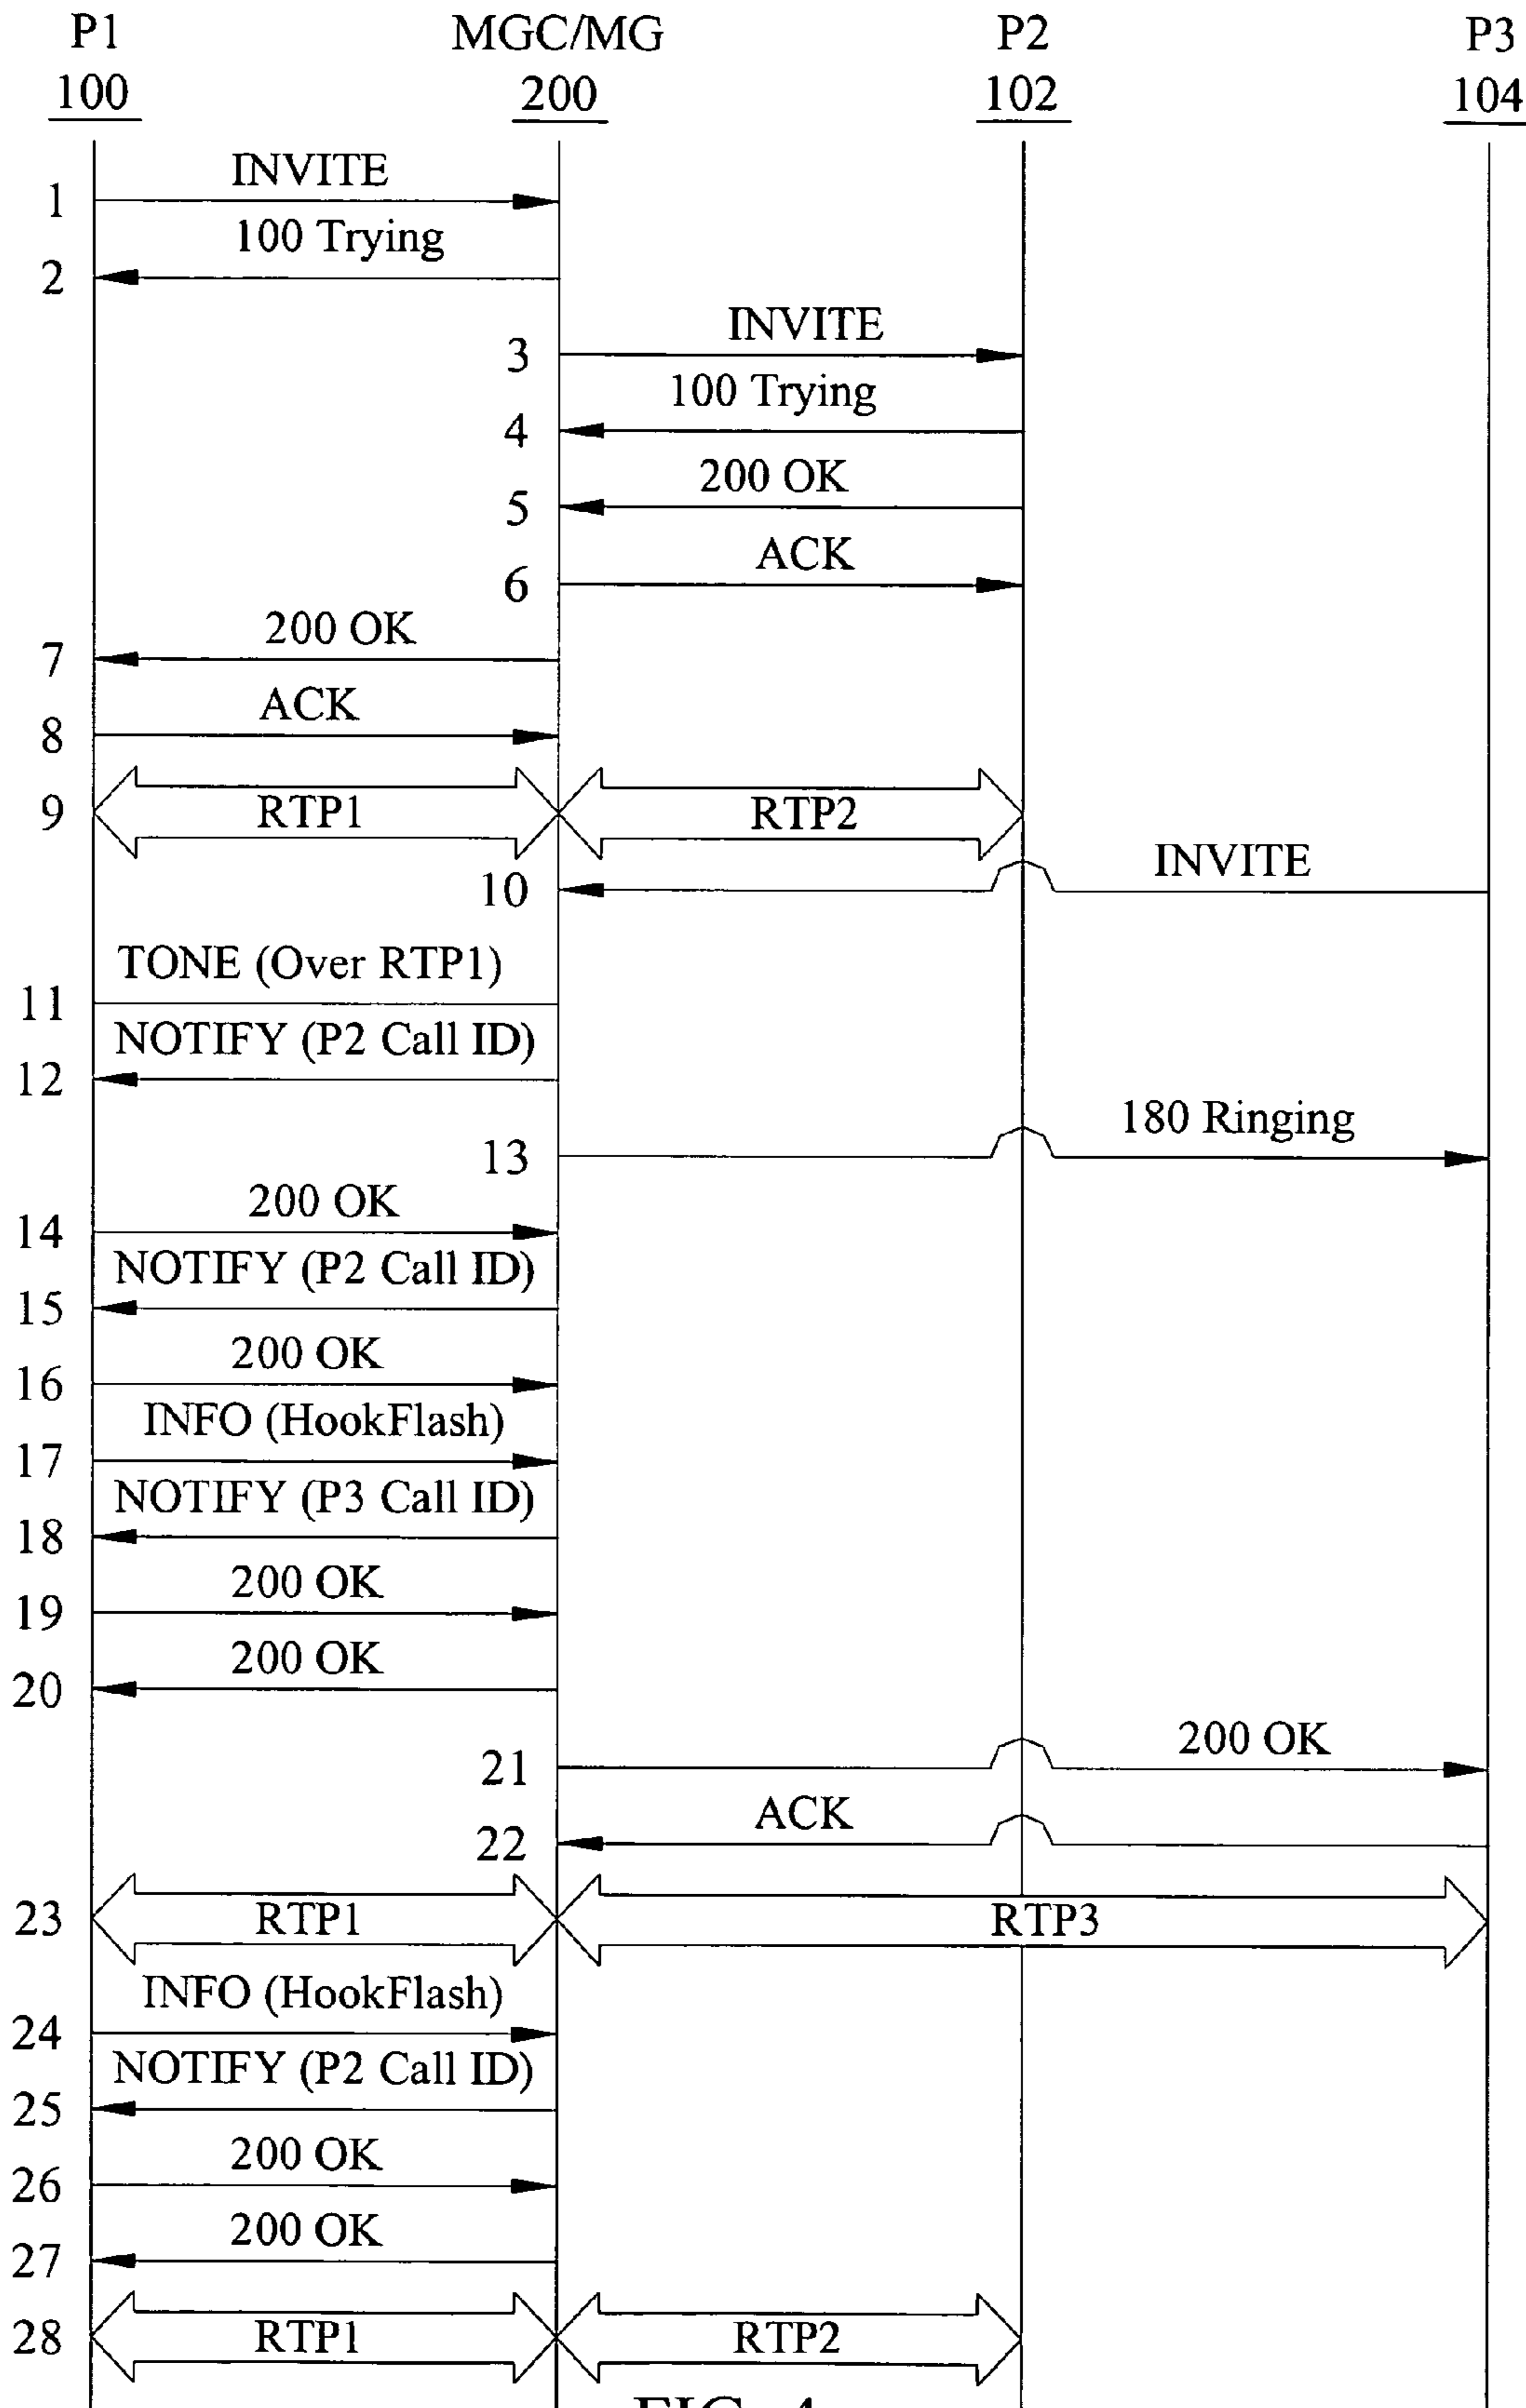 P1 MGC/MG P2 P3
100 200 102 104
INVITE
1
100 Trying
2
INVITE
3
100 Trying
4
200 OK
5
ACK
6
200 OK
7
ACK
8
9 RTP1 RTP2
INVITE
10
TONE (Over RTP1)
11
NOTIFY (P2 Call ID)
12
180 Ringing
13
200 OK
14
NOTIFY (P2 Call ID)
15
200 OK
16
INFO (HookFlash)
17
NOTIFY (P3 Call ID)
18
200 OK
19
200 OK
20
200 OK
21
ACK
22
23 RTP1 RTP3
INFO (HookFlash)
24
NOTIFY (P2 Call ID)
25
200 OK
26
200 OK
27
28 RTP1 RTP2